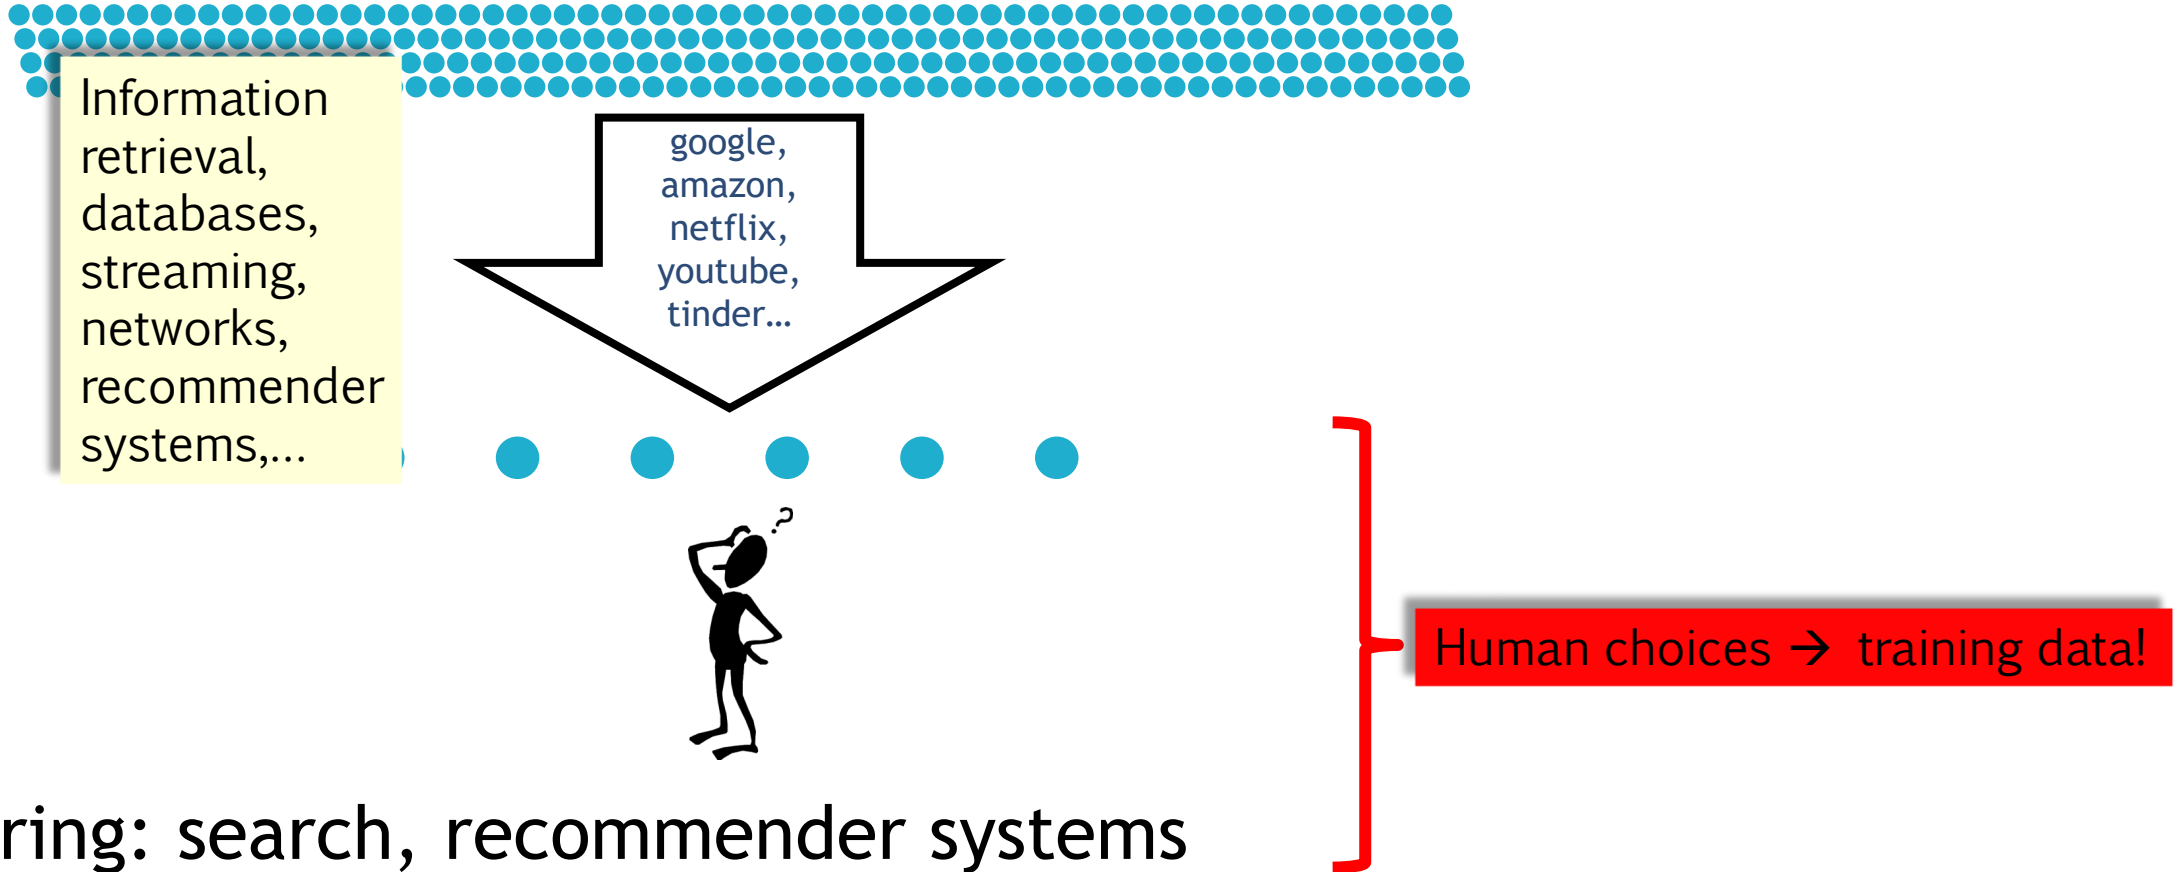 Information
retrieval,
databases,
streaming,
networks,
recommender
systems,...
google,
amazon,
netflix,
youtube,
tinder...
?
Human choices → training data!
ring: search, recommender systems